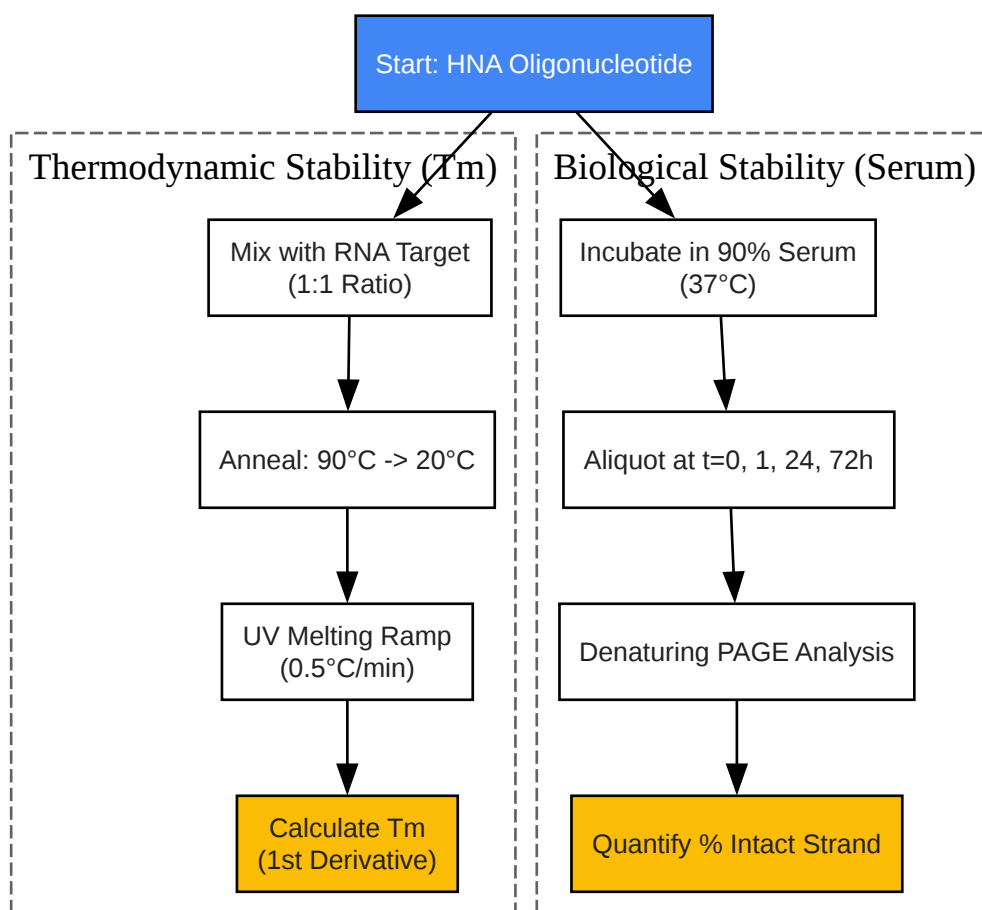 Start: HNA Oligonucleotide
Thermodynamic Stability (Tm)
Mix with RNA Target
(1:1 Ratio)
Anneal: 90°C -> 20°C
UV Melting Ramp
(0.5°C/min)
Calculate Tm
(1st Derivative)
Biological Stability (Serum)
Incubate in 90% Serum
(37°C)
Aliquot at t=0, 1, 24, 72h
Denaturing PAGE Analysis
Quantify % Intact Strand